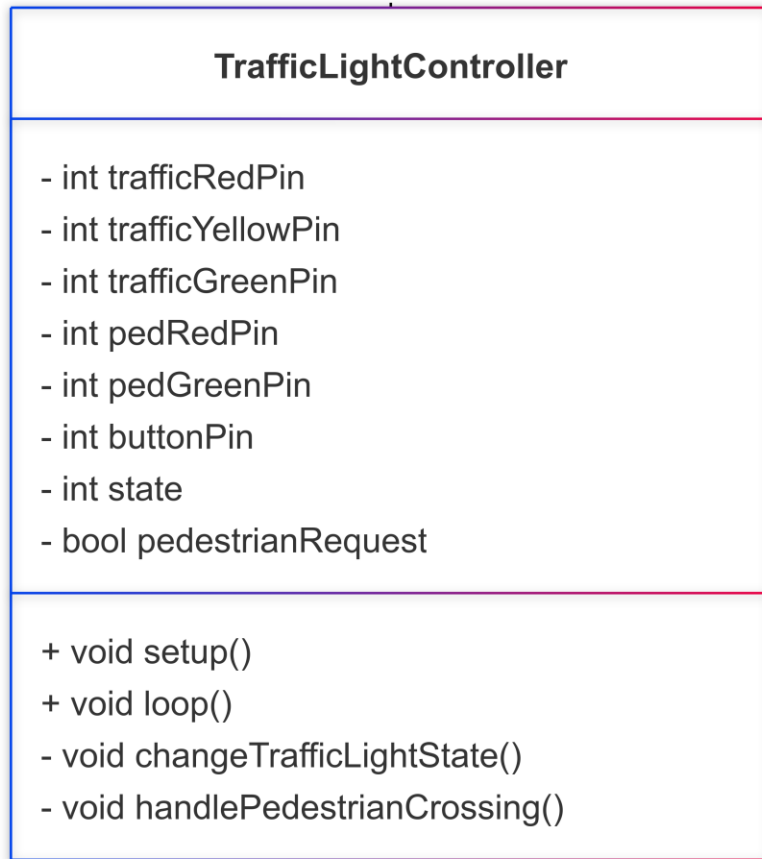 TrafficLightController
- int trafficRedPin
- int trafficYellowPin
- int trafficGreenPin
- int pedRedPin
- int pedGreenPin
- int buttonPin
- int state
- bool pedestrianRequest
+ void setup()
+ void loop()
- void changeTrafficLightState()
- void handlePedestrianCrossing()